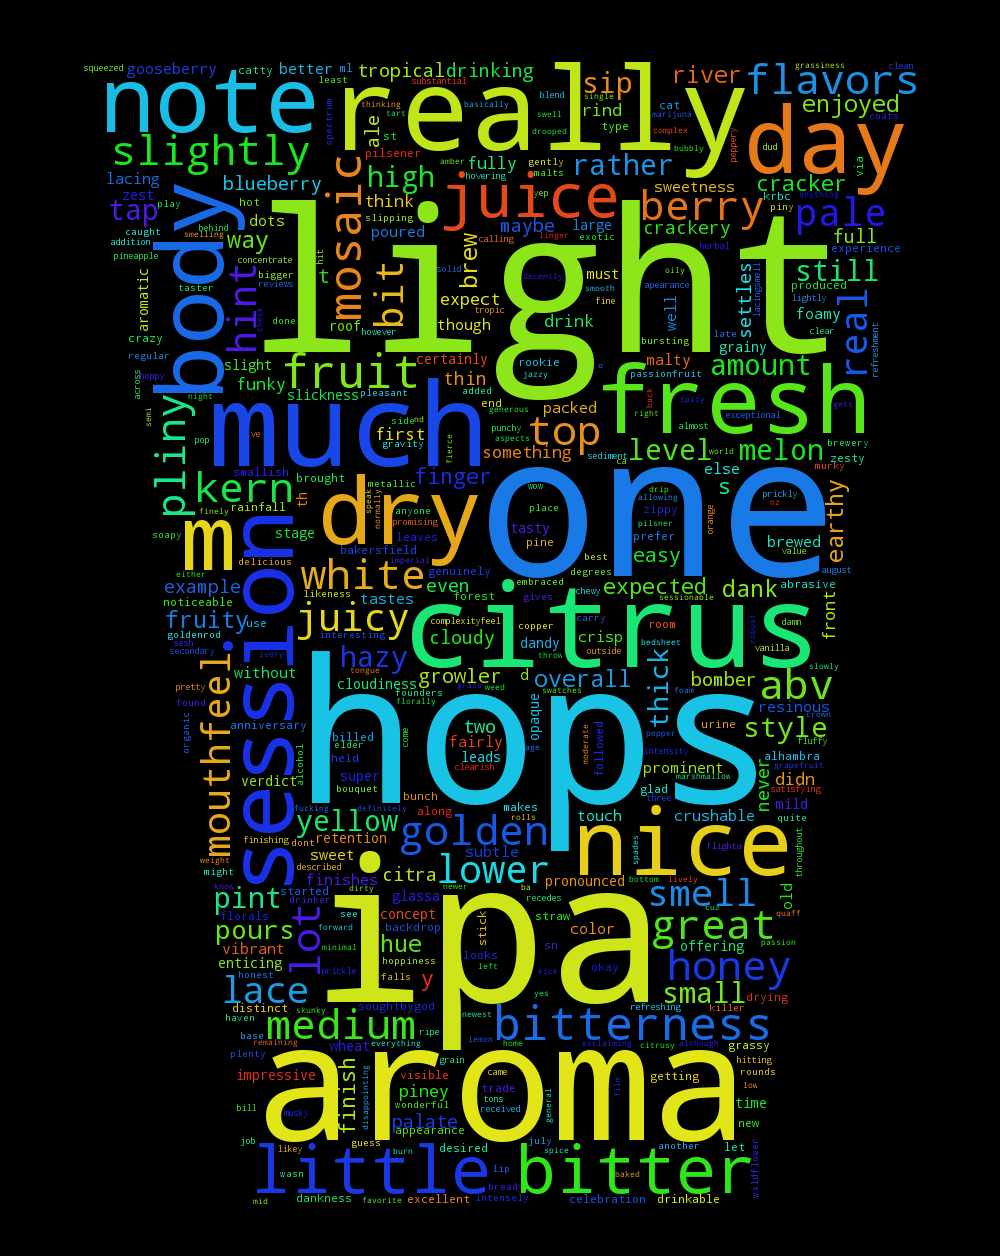 squeezed gooseberry catty better ml tropical drinking sip river flavors grassiness clean
note really least substantial thinking basically blend single rind cat marijuana day enjoyed coats
spectrum ale tart swell type complex bubbly peppery dud via
slightly st pilsener drooped fully gently malts rather sweetness cracker
lacing body blueberry mosaic high amber hovering yep juice berry krbc anything pale
zest tap play hot dots think slipping poured linger maybe large exotic crackery piny full
caught addition behind smelling way brew calling herbal experience
pineapple concentrate hint hit t bit light solid decently must oily settles grainy still
crazy taster bigger reviews expect tropic smooth fine apearance well lacingsmell produced lightly foamy real
aromatic done roof however though drink bursting late clear refreshment
regular check slight fruit certainly rookie jazzy o passionfruit malty amount
across hoppy funky slickness pleasant added thin packed back spicy fresh gets
semi night pliny much end generous punchy right exceptional
pop ve side nd first gravity fierce aspects something top sediment ca almost level world melon brewery zesty
smallish brought metallic finger wow one else murky
kern th speak normally anyone promising dry place drip allowing zippy s prickly nz value earthy
finely rainfall stage leaves tasty pine pilsner prefer orange brewed
soapy m delicious bakersfield imperial genuinely best degrees easy august
either white likeness even embraced chewy expected dank abrasive
example noticeable session tastes forest gives sessionable front
fruity use juicy complexityfeel copper carry citrus room damn robust
goldenrod sesh secondary ivory interesting cloudy dandy throw crisp outside bedsheet vanilla
mouthfeel without hazy tongue growler grass weed d overall thick bomber slowly abv
pretty found cloudiness founders florally swatches foam resinous crown
organic anniversary hops come two opaque urine style fluffy
billed elder held fairly leads age moderate followed pepper intensity prominent alhambra grapefruit
alcohol verdict super bouquet clearish marshmallow never didn satisfying
fucking definitely bunch along makes rolls glad three touch crushable mild quite
finishing dont yellow retention golden subtle nice flighta spades throughout
weight might described sweet finishes dirty citra lower pronounced bottom lively
know started drinker newer ba recedes smell cuz old quaff
pint florals lot see glassa concept backdrop stick straw color great passion
pours forward hue hoppiness sn offering
vibrant minimal ipa looks left okay kick honey
enticing honest prickle falls y yes small drying
lace distinct skunky soughtbygod refreshing killer
haven base medium ripe newest bitterness
remaining wheat everything lemon home exclaiming citrusy although grassy
plenty aroma grain came hitting rounds
impressive finish visible trade film getting low
bill musky disappointing piney wonderful tons received general time
job palate appearance july new
likey guess burn desired spice another let
wasn little lip bitter baked wildflower
mid dankness favorite bread excellent intensely celebration drinkable